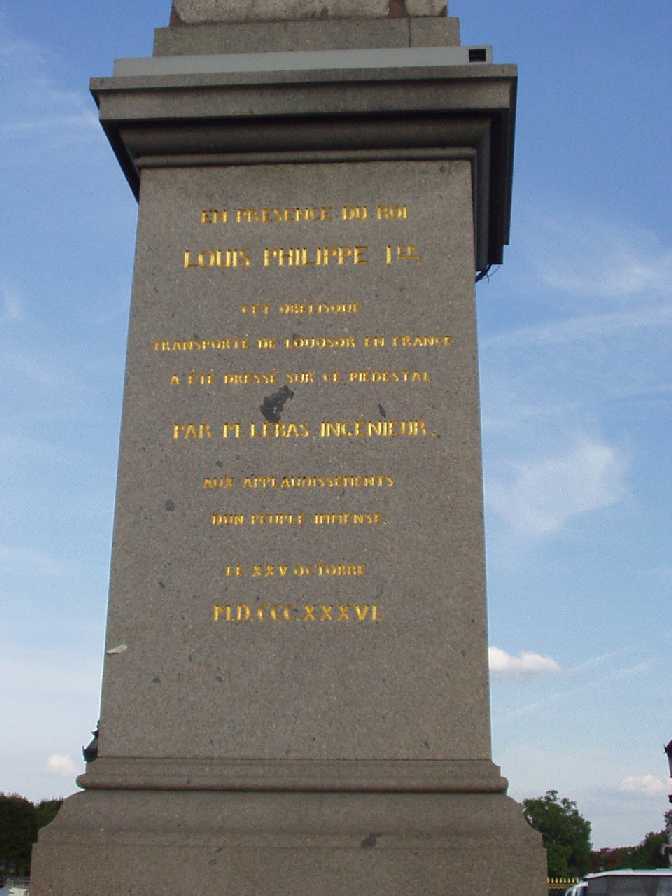 EN PRÉSENCE DU ROI
LOUIS PHILIPPE I.ER
CET OBÉLISQUE
TRANSPORTÉ DE LOUQSOR EN FRANCE
A ÉTÉ DRESSÉ SUR CE PIÉDESTAL
PAR M.LEBAS, INGÉNIEUR,
AUX APPLAUDISSEMENTS
D'UN PEUPLE IMMENSE
LE XXV OCTOBRE
M.D.CCC.XXXVI.